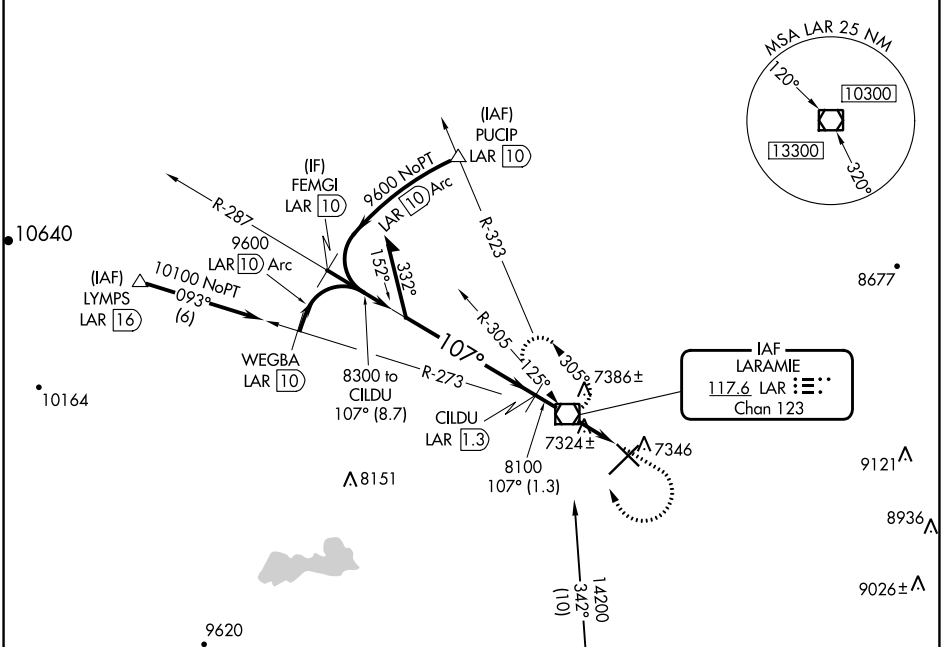 MSA LAR 25 NM
120°
10300
13300
320°
(IAF)
PUCIP
LAR 10
9600 NoPT
LAR 10 Arc
(IF)
FEMGI
LAR 10
R-287
R-323
10640
9600
LAR 10 Arc
(IAF)
LYMPS
LAR 16
10100 NoPT
093°
(6)
152°
332°
8677
R-305
125°
305°
7386±
107°
WEGBA
LAR 10
R-273
8300 to
CILDU
107° (8.7)
CILDU
LAR 1.3
IAF
LARAMIE
117.6 LAR
Chan 123
10164
7324±
7346
8100
107° (1.3)
8151
9121
8936
14200
342°
(10)
9026±
9620